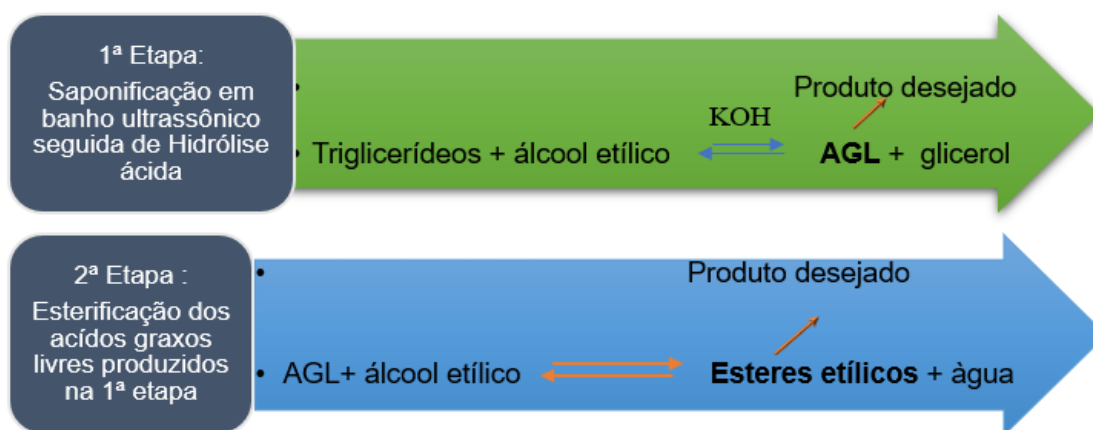 1ª Etapa:
Saponificação em
banho ultrassônico
seguida de Hidrólise
ácida
•
Produto desejado
KOH
• Triglicerídeos + álcool etílico AGL + glicerol
2ª Etapa :
Esterificação dos
acídos graxos
livres produzidos
na 1ª etapa
•
Produto desejado
• AGL+ álcool etílico Esteres etílicos + àgua